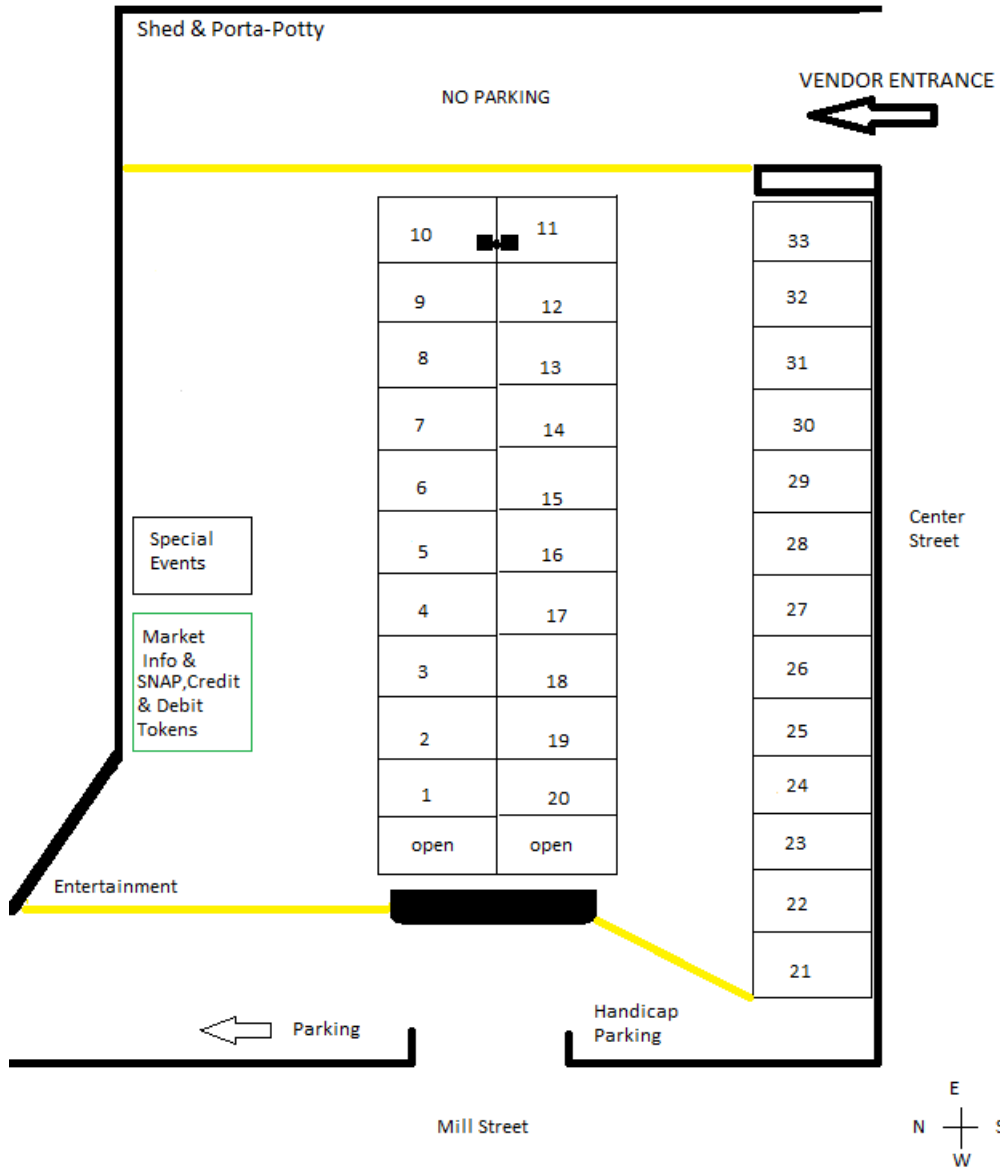 Shed & Porta-Potty
VENDOR ENTRANCE
NO PARKING
10
11
33
9
12
32
8
13
31
7
14
30
6
15
29
5
16
28
4
17
27
3
18
26
2
19
25
1
20
24
open
open
23
22
21
Special
Events
Market
Info &
SNAP,Credit
& Debit
Tokens
Center
Street
Entertainment
Parking
Handicap
Parking
Mill Street
E
N
S
W